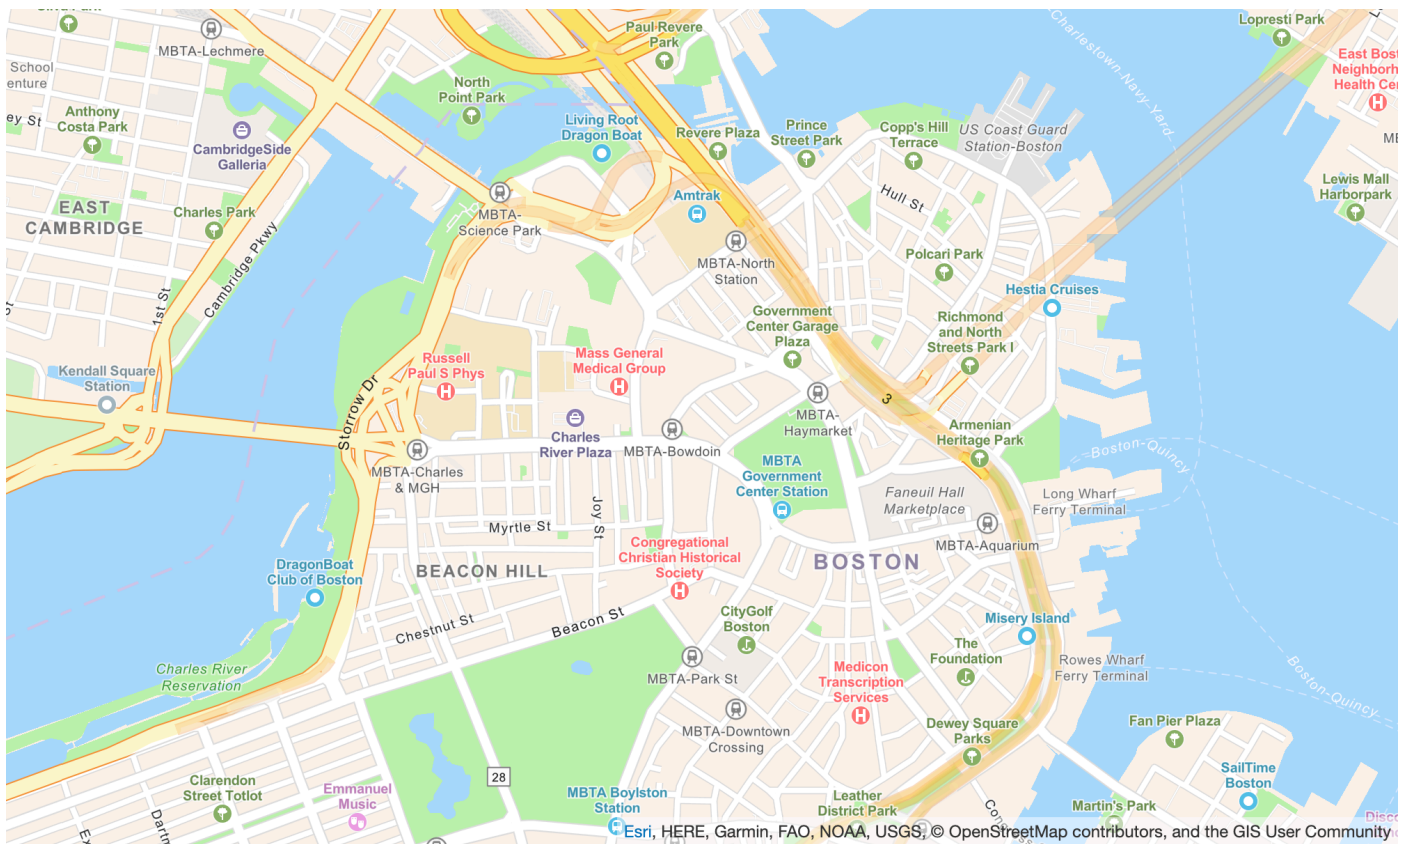 Paul Revere
Park
Lopresti Park
MBTA-Lechmere
School
enture
East Bost
Neighborh
Health Cen
North
Point Park
Anthony
Costa Park
ey St
CambridgeSide
Galleria
Living Root
Dragon Boat
Revere Plaza
Prince
Street Park
Copp's Hill
Terrace
US Coast Guard
Station-Boston
Charlestown-Navy-Yard
Lewis Mall
Harborpark
EAST
CAMBRIDGE
Charles Park
MBTA-
Science Park
Amtrak
Hull St
Cambridge Pkwy
1st St
St
MBTA-North
Station
Polcari Park
Hestia Cruises
Government
Center Garage
Plaza
Richmond
and North
Streets Park I
Kendall Square
Station
Storrow Dr
Russell
Paul S Phys
Mass General
Medical Group
3
MBTA-
Haymarket
Armenian
Heritage Park
Charles
River Plaza
MBTA-Bowdoin
Boston-Quincy
MBTA-Charles
& MGH
MBTA
Government
Center Station
Faneuil Hall
Marketplace
Long Wharf
Ferry Terminal
Joy St
Myrtle St
MBTA-Aquarium
Congregational
Christian Historical
Society
BOSTON
BEACON HILL
DragonBoat
Club of Boston
Chestnut St
Beacon St
CityGolf
Boston
Misery Island
The
Foundation
Charles River
Reservation
MBTA-Park St
Medicon
Transcription
Services
Rowes Wharf
Ferry Terminal
Boston-Quincy
MBTA-Downtown
Crossing
Dewey Square
Parks
Fan Pier Plaza
28
Clarendon
Street Totlot
Emmanuel
Music
MBTA Boylston
Station
Leather
District Park
SailTime
Boston
Martin's Park
Esri, HERE, Garmin, FAO, NOAA, USGS, © OpenStreetMap contributors, and the GIS User Community